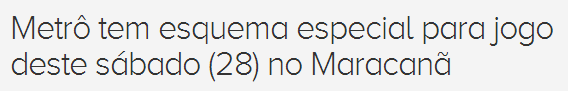 Metrô tem esquema especial para jogo
deste sábado (28) no Maracanã